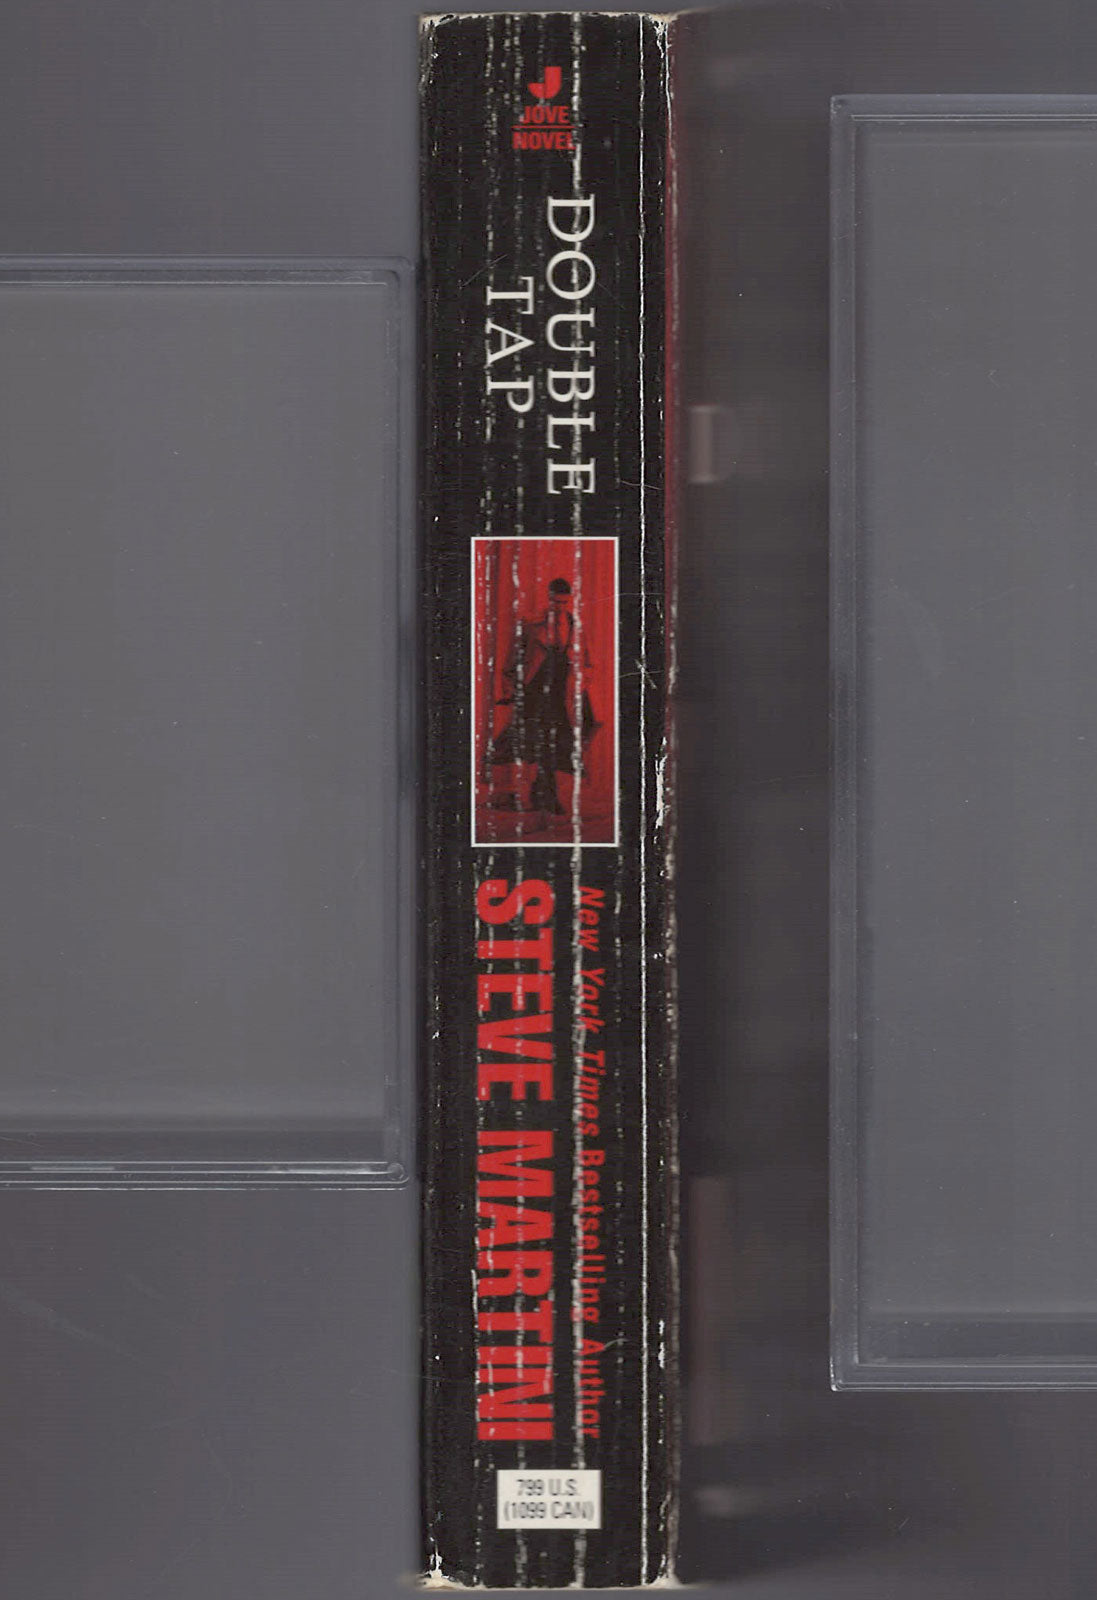 JOVE
NOVEL
DOUBLE
TAP
New York Times Bestselling Author
STEVE MARTINI
799 U.S.
(1099 CAN)